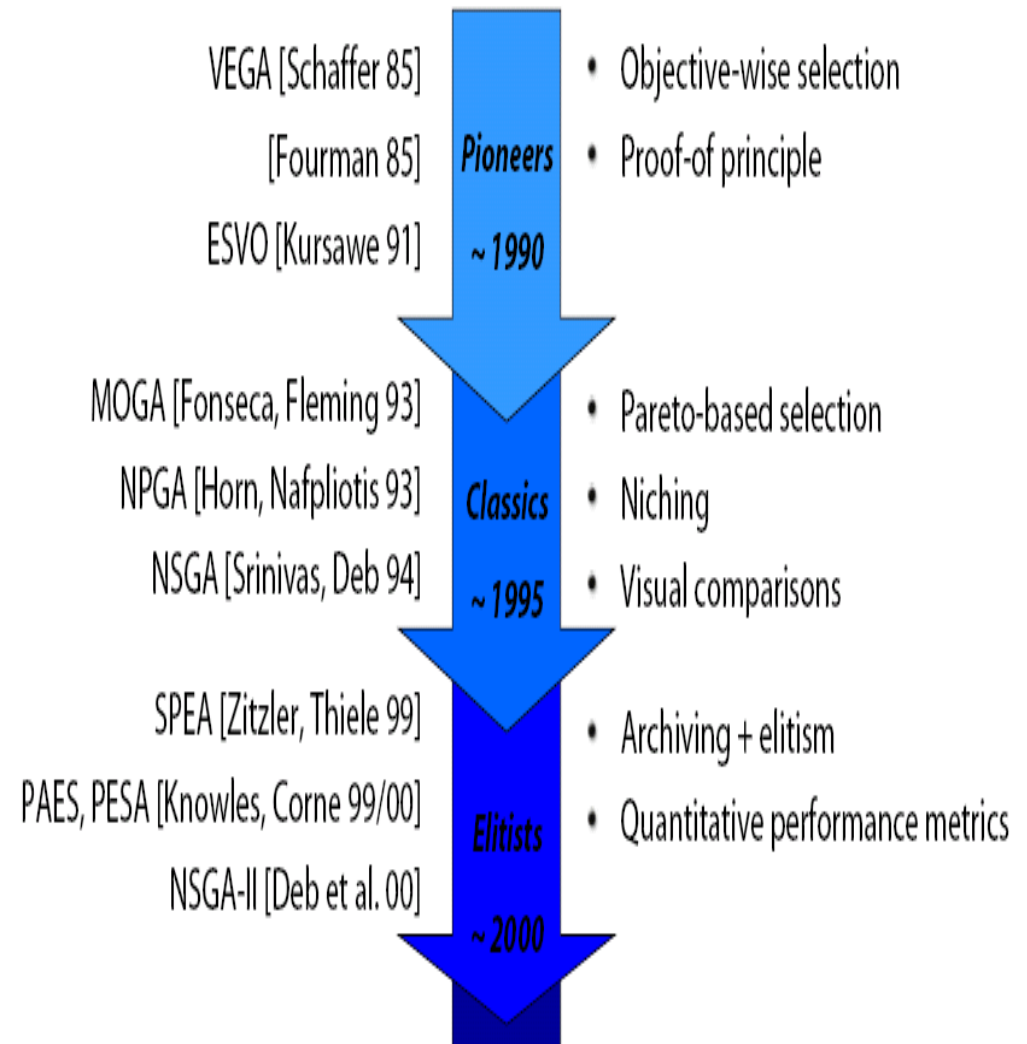 VEGA [Schaffer 85]
[Fourman 85]
ESVO [Kursawe 91]
Pioneers
~ 1990
• Objective-wise selection
• Proof-of principle
MOGA [Fonseca, Fleming 93]
NPGA [Horn, Nafpliotis 93]
NSGA [Srinivas, Deb 94]
Classics
~ 1995
• Pareto-based selection
• Niching
• Visual comparisons
SPEA [Zitzler, Thiele 99]
PAES, PESA [Knowles, Corne 99/00]
NSGA-II [Deb et al. 00]
Elitists
~ 2000
• Archiving + elitism
• Quantitative performance metrics